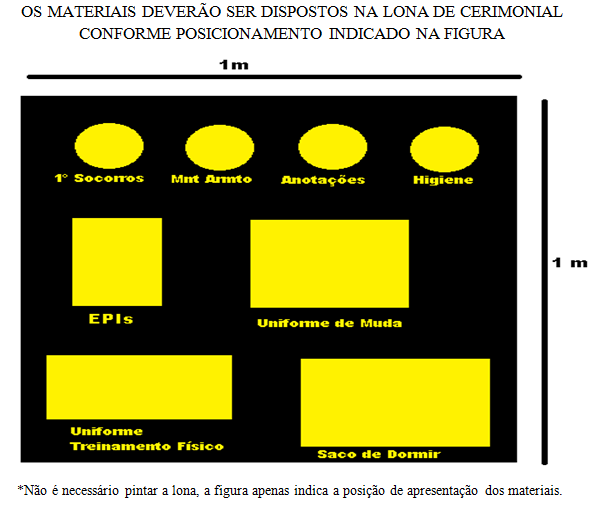 OS MATERIAIS DEVERÃO SER DISPOSTOS NA LONA DE CERIMONIAL
CONFORME POSICIONAMENTO INDICADO NA FIGURA
1m
1° Socorros
Mnt Armto
Anotações
Higiene
1 m
EPIs
Uniforme de Muda
Uniforme
Treinamento Físico
Saco de Dormir
*Não é necessário pintar a lona, a figura apenas indica a posição de apresentação dos materiais.